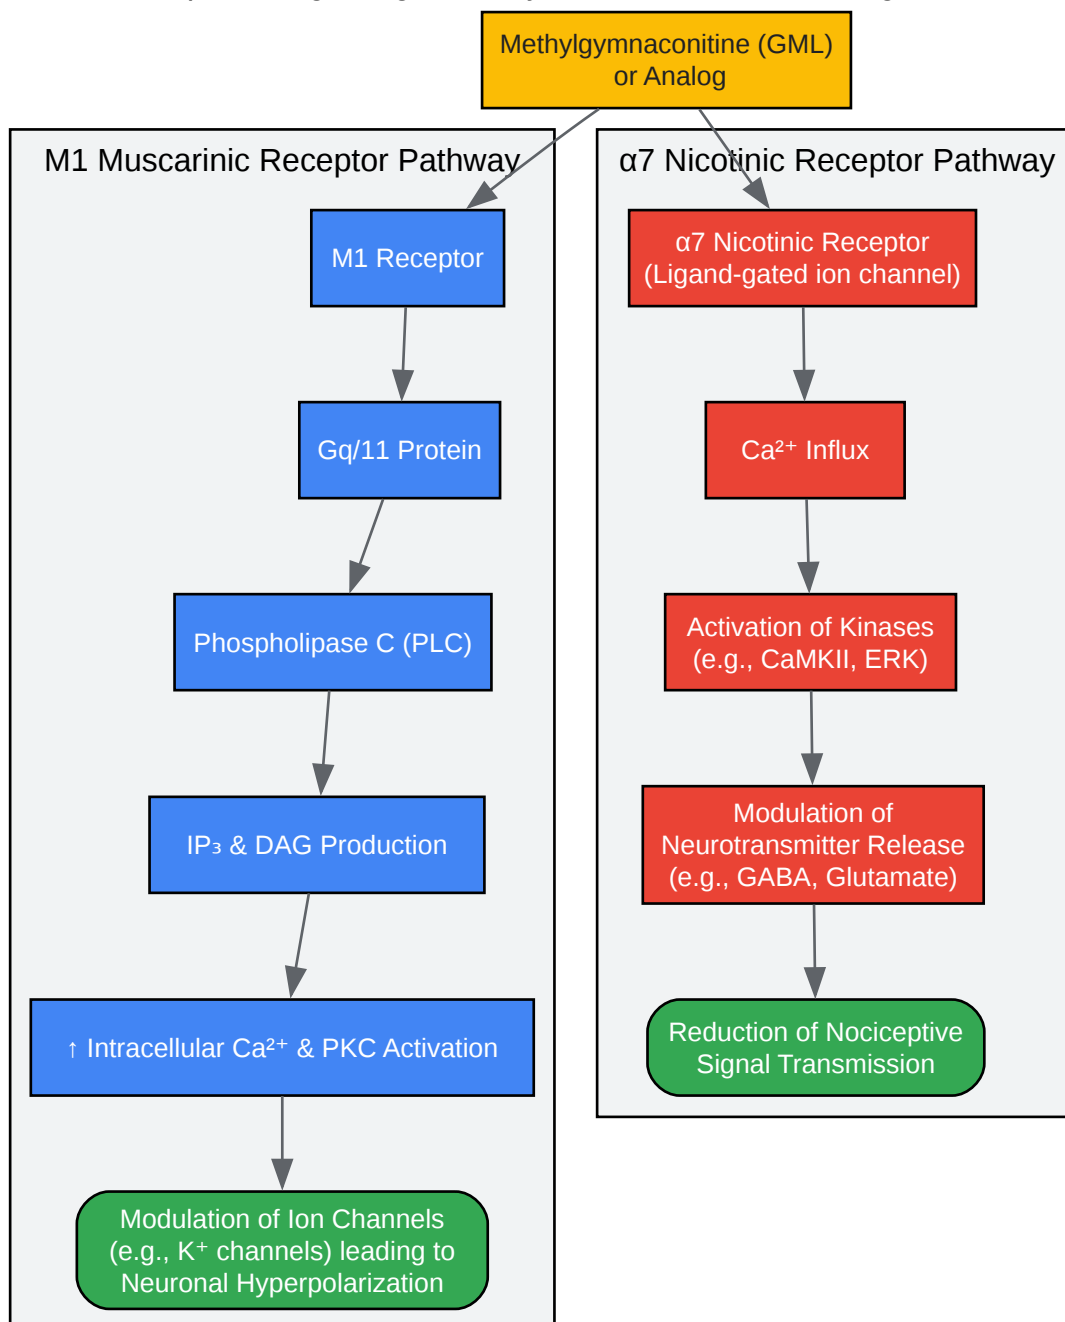 Methylgymnaconitine (GML)
or Analog
M1 Muscarinic Receptor Pathway
M1 Receptor
Gq/11 Protein
Phospholipase C (PLC)
IP₃ & DAG Production
↑ Intracellular Ca²⁺ & PKC Activation
Modulation of Ion Channels
(e.g., K⁺ channels) leading to
Neuronal Hyperpolarization
α7 Nicotinic Receptor Pathway
α7 Nicotinic Receptor
(Ligand-gated ion channel)
Ca²⁺ Influx
Activation of Kinases
(e.g., CaMKII, ERK)
Modulation of
Neurotransmitter Release
(e.g., GABA, Glutamate)
Reduction of Nociceptive
Signal Transmission